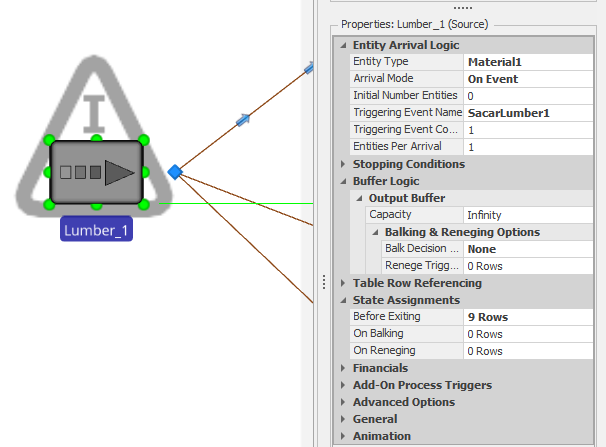 I
Lumber_1
Properties: Lumber_1 (Source)
Entity Arrival Logic
Entity Type Material1
Arrival Mode On Event
Initial Number Entities 0
Triggering Event Name SacarLumber1
Triggering Event Co... 1
Entities Per Arrival 1
Stopping Conditions
Buffer Logic
Output Buffer
Capacity Infinity
Balking & Reneging Options
Balk Decision ... None
Renege Trigg... 0 Rows
Table Row Referencing
State Assignments
Before Exiting 9 Rows
On Balking 0 Rows
On Reneging 0 Rows
Financials
Add-On Process Triggers
Advanced Options
General
Animation